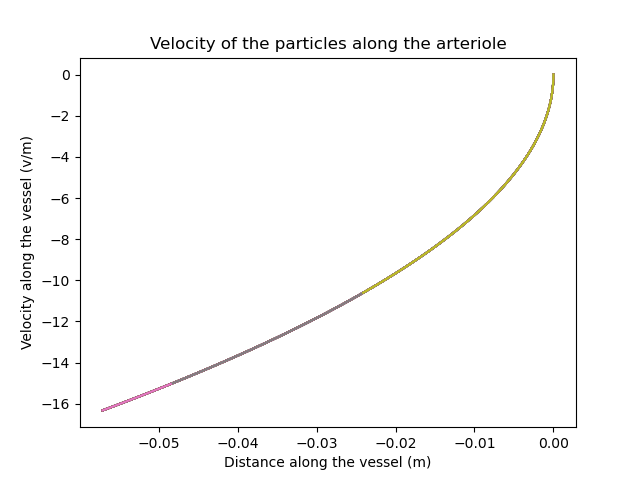 Velocity of the particles along the arteriole
Velocity along the vessel (v/m)
0
−2
−4
−6
−8
−10
−12
−14
−16
−0.05 −0.04 −0.03 −0.02 −0.01 0.00
Distance along the vessel (m)